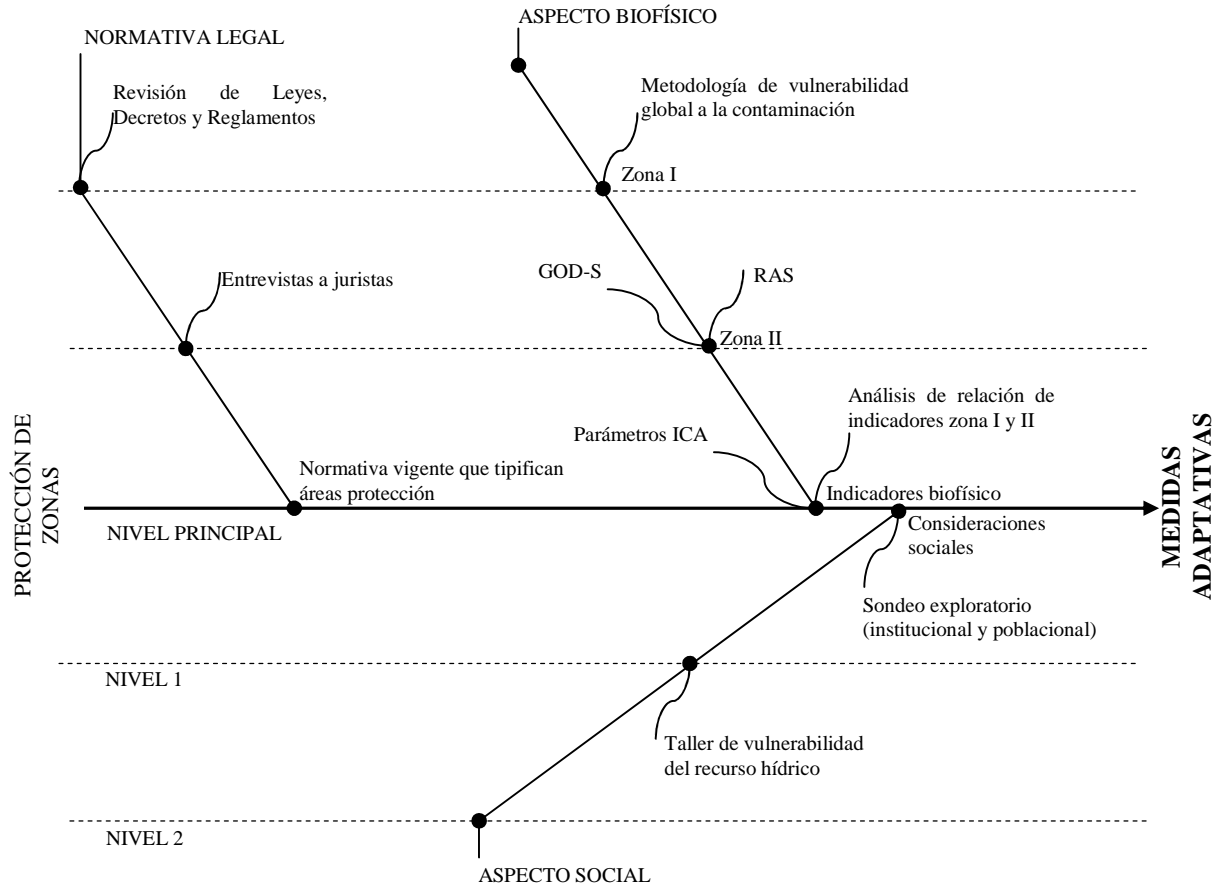 ASPECTO BIOFÍSICO
NORMATIVA LEGAL
Revisión de Leyes,
Decretos y Reglamentos
Metodología de vulnerabilidad
global a la contaminación
Zona I
Entrevistas a juristas
GOD-S
RAS
Zona II
Análisis de relación de
indicadores zona I y II
Parámetros ICA
Normativa vigente que tipifican
áreas protección
Indicadores biofísico
PROTECCIÓN DE
ZONAS
NIVEL PRINCIPAL
Consideraciones
sociales
MEDIDAS
ADAPTATIVAS
Sondeo exploratorio
(institucional y poblacional)
NIVEL 1
Taller de vulnerabilidad
del recurso hídrico
NIVEL 2
ASPECTO SOCIAL